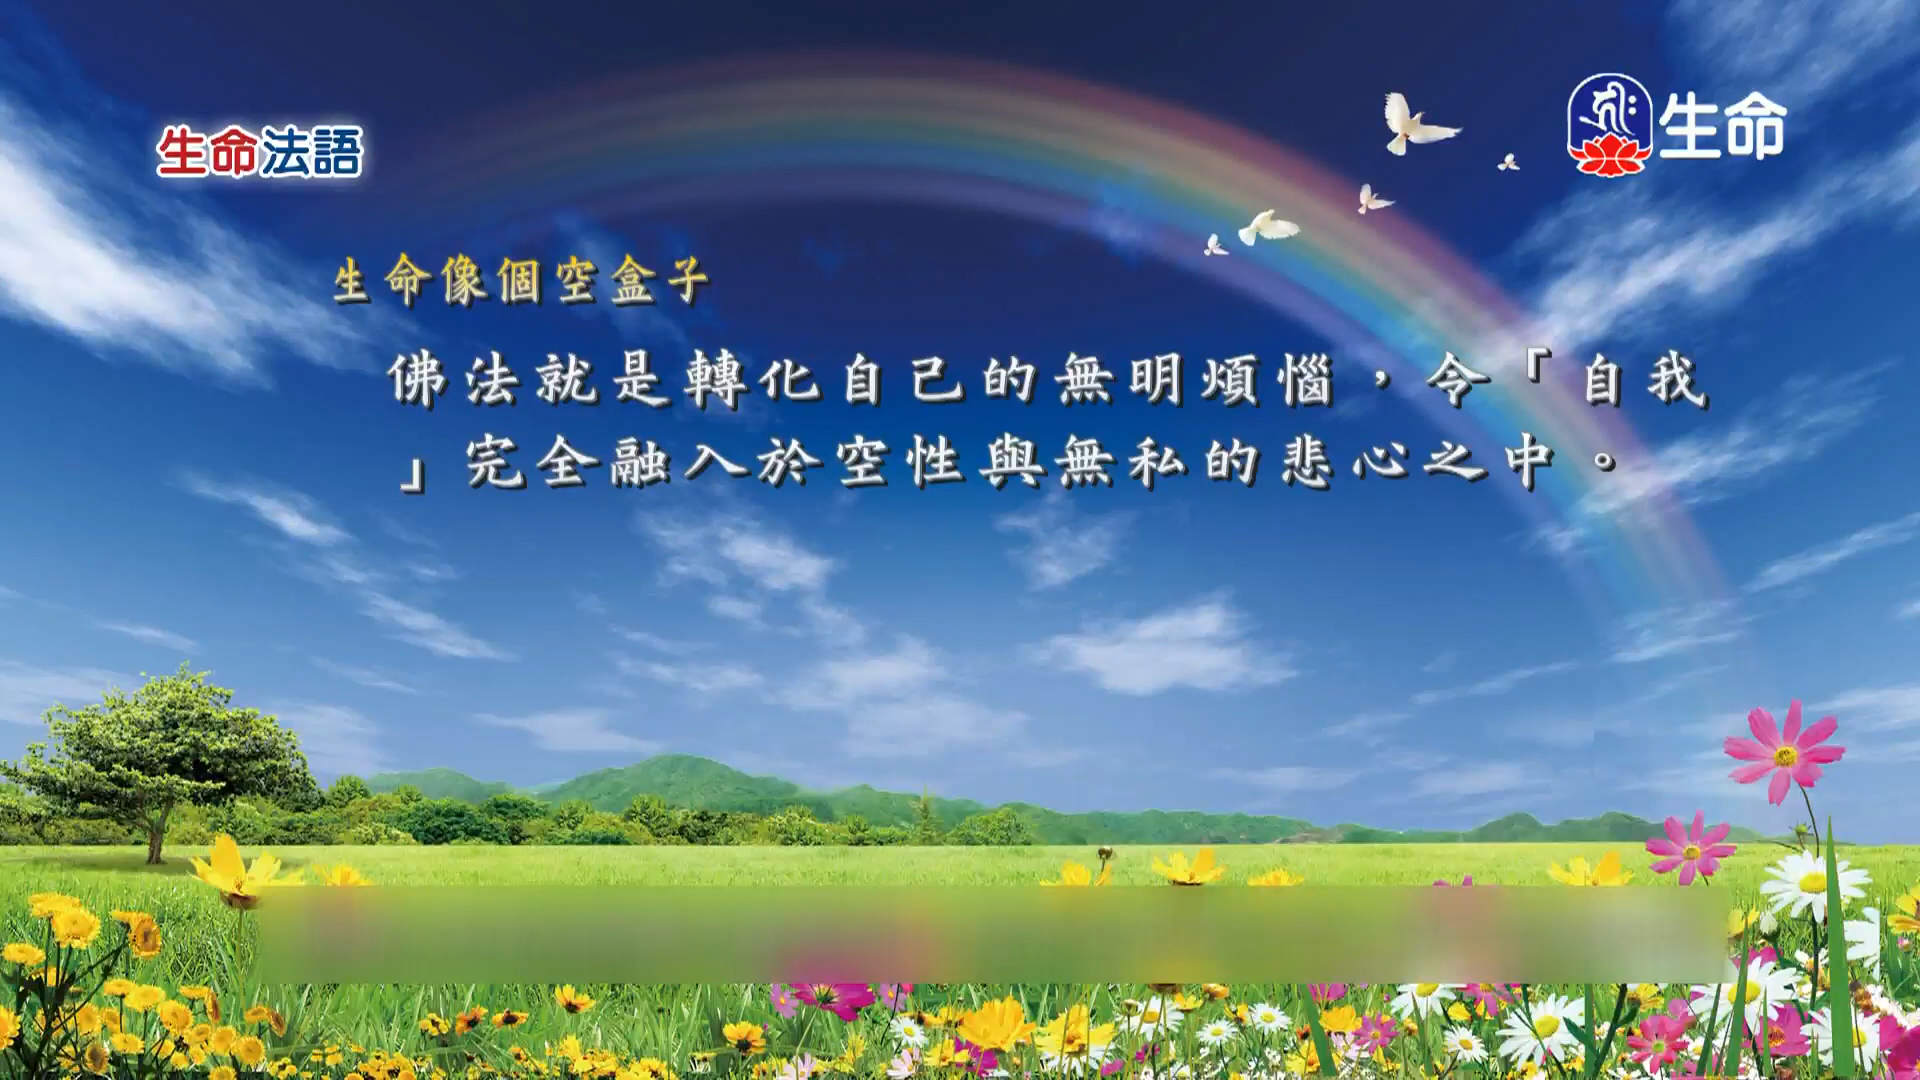 生命法語
生命
生命像個空盒子
佛法就是轉化自己的無明煩惱，令「自我
」完全融入於空性與無私的悲心之中。